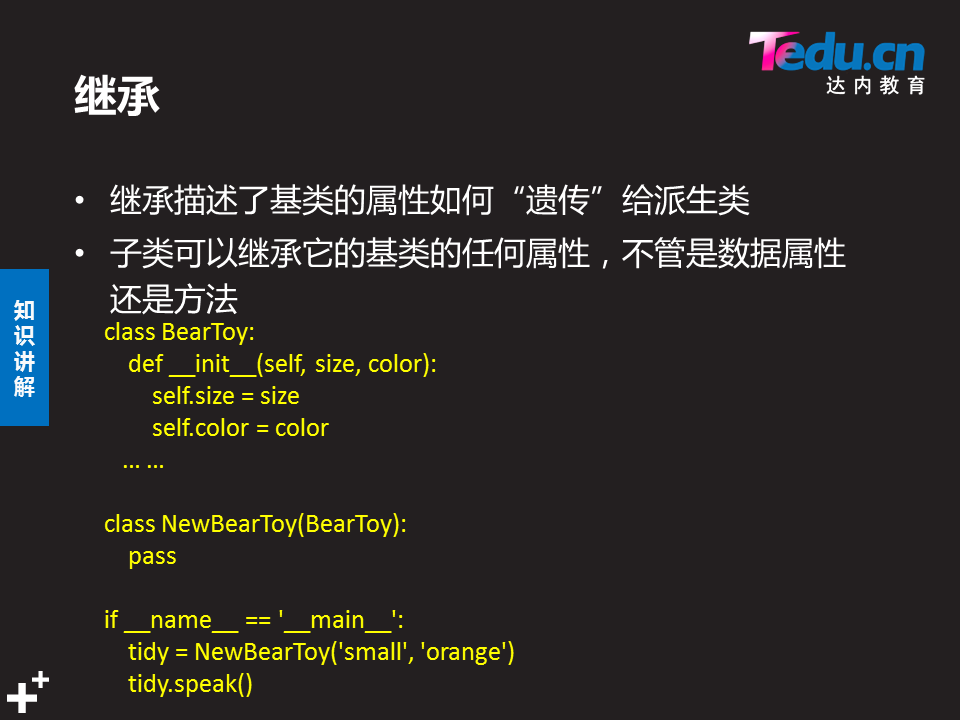 Tedu.cn
达内教育
继承
• 继承描述了基类的属性如何“遗传”给派生类
• 子类可以继承它的基类的任何属性，不管是数据属性
还是方法
知
识
讲
解
class BearToy:
    def __init__(self, size, color):
        self.size = size
        self.color = color
   ... ...
class NewBearToy(BearToy):
    pass
if __name__ == '__main__':
    tidy = NewBearToy('small', 'orange')
    tidy.speak()